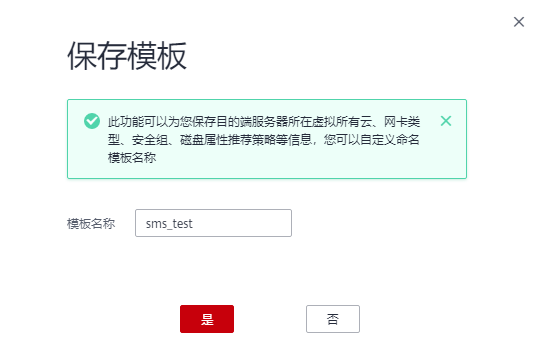 保存模板
此功能可以为您保存目的端服务器所在虚拟所有云、网卡类
型、安全组、磁盘属性推荐策略等信息，您可以自定义命名
模板名称
模板名称 sms_test
是 否